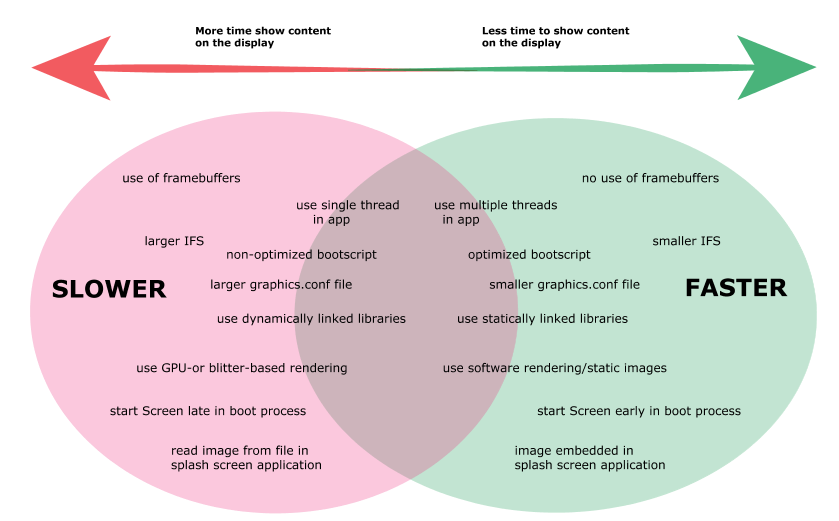 More time show content
on the display
Less time to show content
on the display
use of framebuffers
no use of framebuffers
use single thread
in app
use multiple threads
in app
larger IFS
smaller IFS
non-optimized bootscript
optimized bootscript
SLOWER
larger graphics.conf file
smaller graphics.conf file
FASTER
use dynamically linked libraries
use statically linked libraries
use GPU-or blitter-based rendering
use software rendering/static images
start Screen late in boot process
start Screen early in boot process
read image from file in
splash screen application
image embedded in
splash screen application